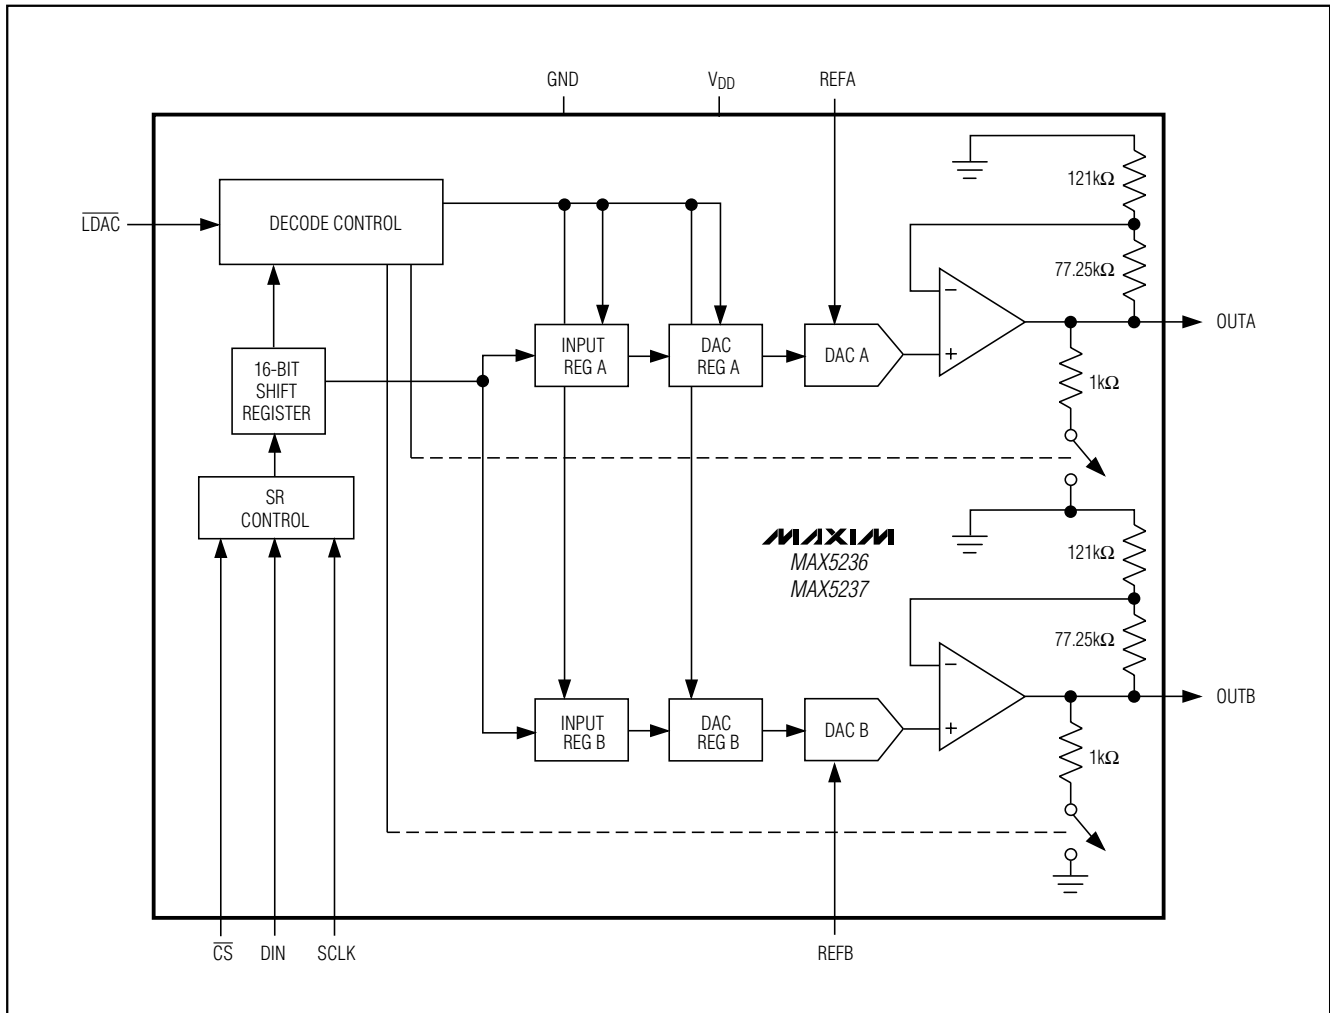 GND
VDD
REFA
121kΩ
LDAC
DECODE CONTROL
77.25kΩ
−
OUTA
INPUT
REG A
DAC
REG A
DAC A
+
16-BIT
SHIFT
REGISTER
1kΩ
SR
CONTROL
MAXIM
MAX5236
MAX5237
121kΩ
77.25kΩ
−
OUTB
INPUT
REG B
DAC
REG B
DAC B
+
1kΩ
CS
DIN
SCLK
REFB